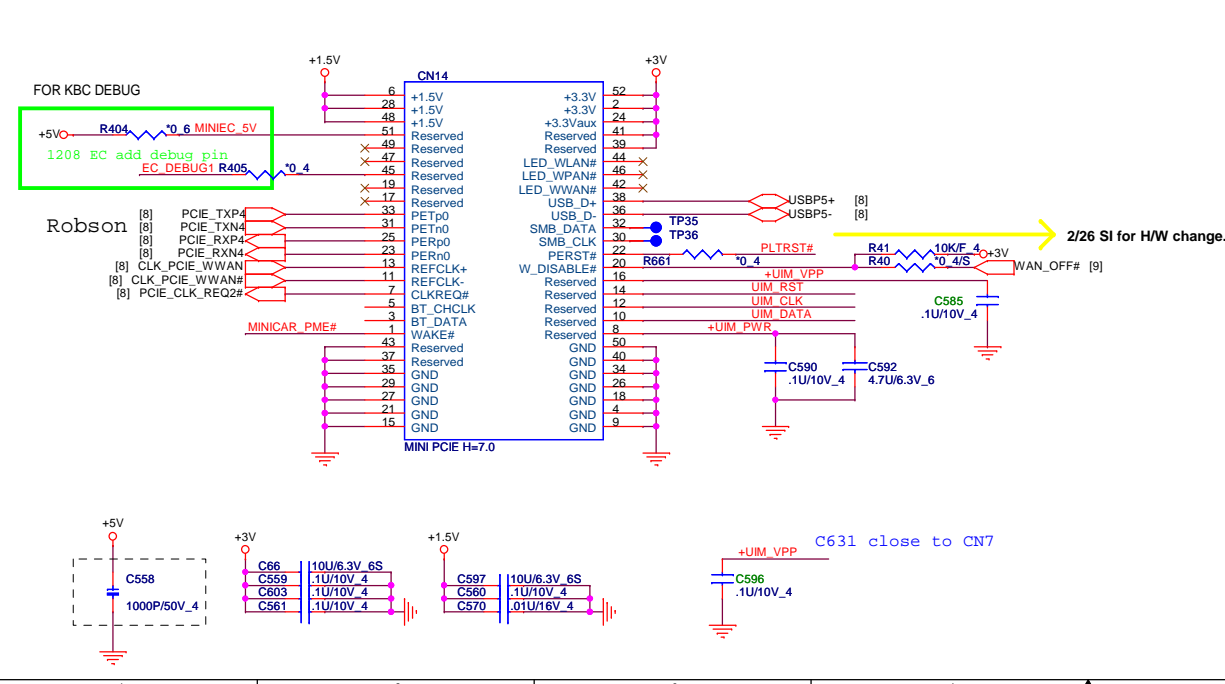 +1.5V
+3V
CN14
FOR KBC DEBUG
6 +1.5V +3.3V 52
28 +1.5V +3.3V 2
48 +1.5V +3.3Vaux 24
+5V R404 *0_6 MINIEC_5V 51 Reserved Reserved 41
49 Reserved Reserved 39
1208 EC add debug pin
47 Reserved LED_WLAN# 44
EC_DEBUG1 R405 *0_4 45 Reserved LED_WPAN# 46
19 Reserved LED_WWAN# 42
17 Reserved USB_D+ 38 USBP5+ [8]
Robson
[8] PCIE_TXP4 33 PETp0 USB_D- 36 USBP5- [8]
[8] PCIE_TXN4 31 PETn0 SMB_DATA 32 TP35
[8] PCIE_RXP4 25 PERp0 SMB_CLK 30 TP36
2/26 SI for H/W change.
[8] PCIE_RXN4 23 PERn0 PERST# 22 R661 *0_4 PLTRST# R41 10K/F_4 +3V
[8] CLK_PCIE_WWAN 13 REFCLK+ W_DISABLE# 20 R40 *0_4/S WAN_OFF# [9]
[8] CLK_PCIE_WWAN# 11 REFCLK- Reserved 16 +UIM_VPP
[8] PCIE_CLK_REQ2# 7 CLKREQ# Reserved 14 UIM_RST
5 BT_CHCLK Reserved 12 UIM_CLK
3 BT_DATA Reserved 10 UIM_DATA
C585
.1U/10V_4
MINICAR_PME# 1 WAKE# Reserved 8 +UIM_PWR
43 Reserved GND 50
37 Reserved GND 40
35 GND GND 34
29 GND GND 26
27 GND GND 18
21 GND GND 4
15 GND GND 9
C590
.1U/10V_4
C592
4.7U/6.3V_6
MINI PCIE H=7.0
+5V
C558
1000P/50V_4
+3V
C66 10U/6.3V_6S
C559 .1U/10V_4
C603 .1U/10V_4
C561 .1U/10V_4
+1.5V
C597 10U/6.3V_6S
C560 .1U/10V_4
C570 .01U/16V_4
C631 close to CN7
+UIM_VPP
C596
.1U/10V_4